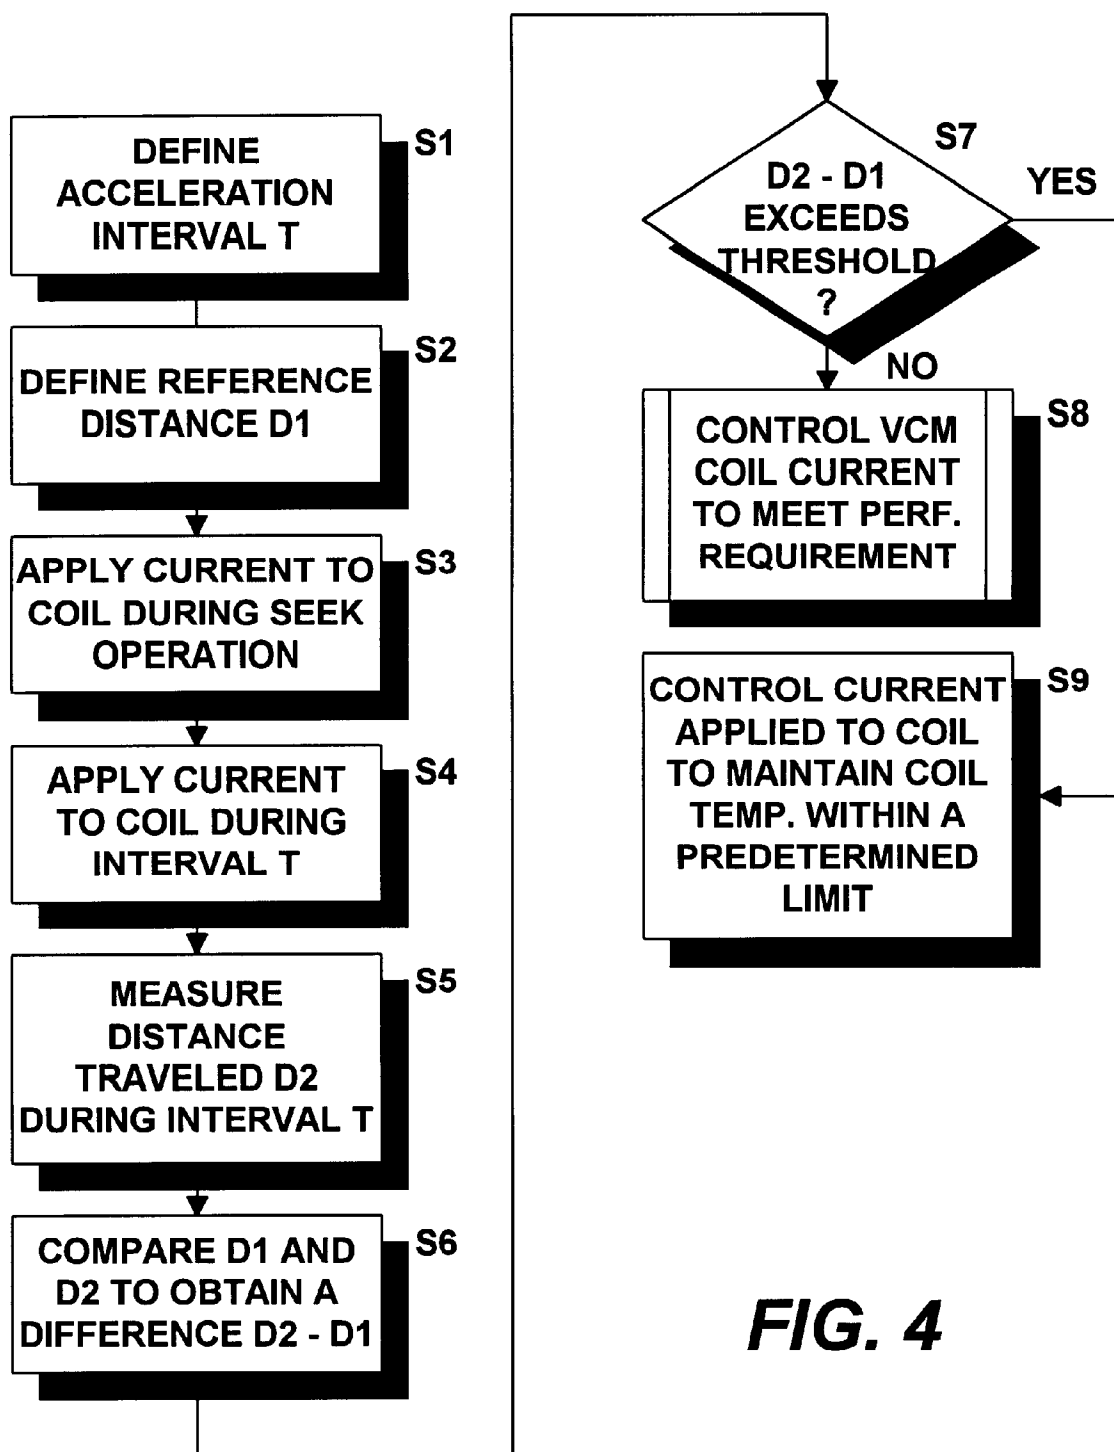 DEFINE
ACCELERATION
INTERVAL T
S1
DEFINE REFERENCE
DISTANCE D1
S2
APPLY CURRENT TO
COIL DURING SEEK
OPERATION
S3
APPLY CURRENT
TO COIL DURING
INTERVAL T
S4
MEASURE
DISTANCE
TRAVELED D2
DURING INTERVAL T
S5
COMPARE D1 AND
D2 TO OBTAIN A
DIFFERENCE D2 - D1
S6
D2 - D1
EXCEEDS
THRESHOLD
?
S7
YES
NO
CONTROL VCM
COIL CURRENT
TO MEET PERF.
REQUIREMENT
S8
CONTROL CURRENT
APPLIED TO COIL
TO MAINTAIN COIL
TEMP. WITHIN A
PREDETERMINED
LIMIT
S9
FIG. 4